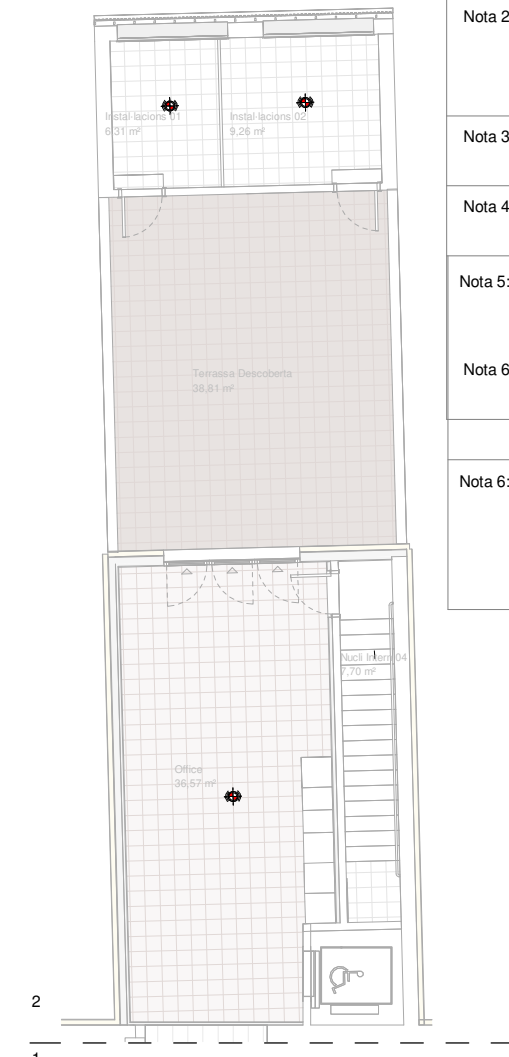 Nota 2
Nota 3
Nota 4
Nota 5:
Nota 6
Nota 6:
Instal·lacions 01
6,31 m²
Instal·lacions 02
9,26 m²
Terrassa Descoberta
38,81 m²
Nucli Intern 04
7,70 m²
Office
36,57 m²
2